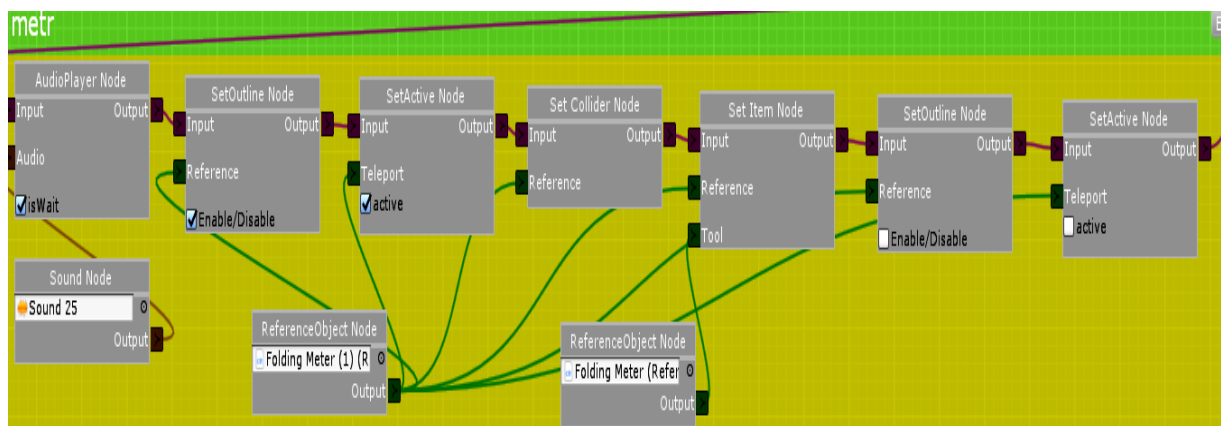 metr
AudioPlayer Node
Input Output
Audio
isWait
SetOutline Node
Input Output
Reference
Enable/Disable
SetActive Node
Input Output
Teleport
active
Set Collider Node
Input Output
Reference
Set Item Node
Input Output
Reference
Tool
SetOutline Node
Input Output
Reference
Enable/Disable
SetActive Node
Input Output
Teleport
active
Sound Node
Sound 25
Output
ReferenceObject Node
Folding Meter (1) (R
Output
ReferenceObject Node
Folding Meter (Refer
Output